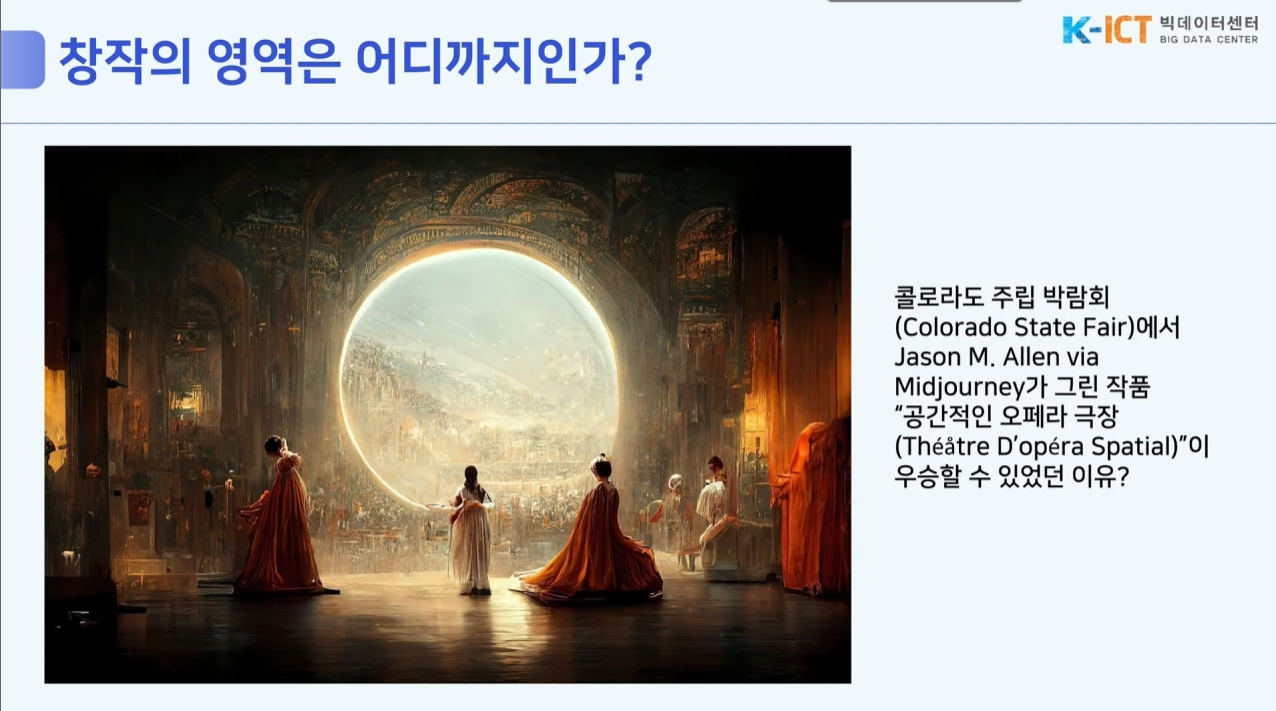 창작의 영역은 어디까지인가?
K-ICT 빅데이터센터
BIG DATA CENTER
콜로라도 주립 박람회
(Colorado State Fair)에서
Jason M. Allen via
Midjourney가 그린 작품
“공간적인 오페라 극장
(Théåtre D’opéra Spatial)”이
우승할 수 있었던 이유?